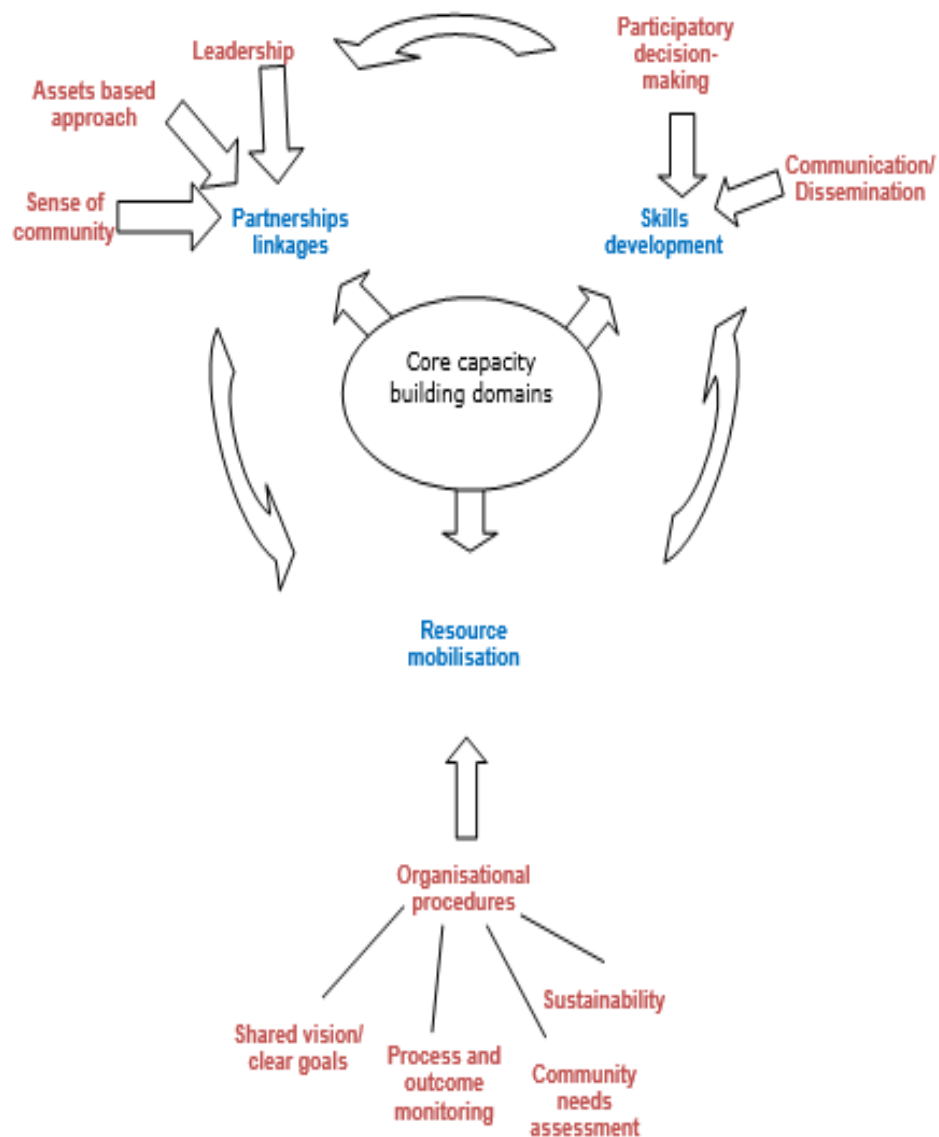 Leadership
Participatory
decision-
making
Assets based
approach
Communication/
Dissemination
Sense of
community
Partnerships
linkages
Skills
development
Core capacity
building domains
Resource
mobilisation
Organisational
procedures
Sustainability
Shared vision/
clear goals
Process and
outcome
monitoring
Community
needs
assessment